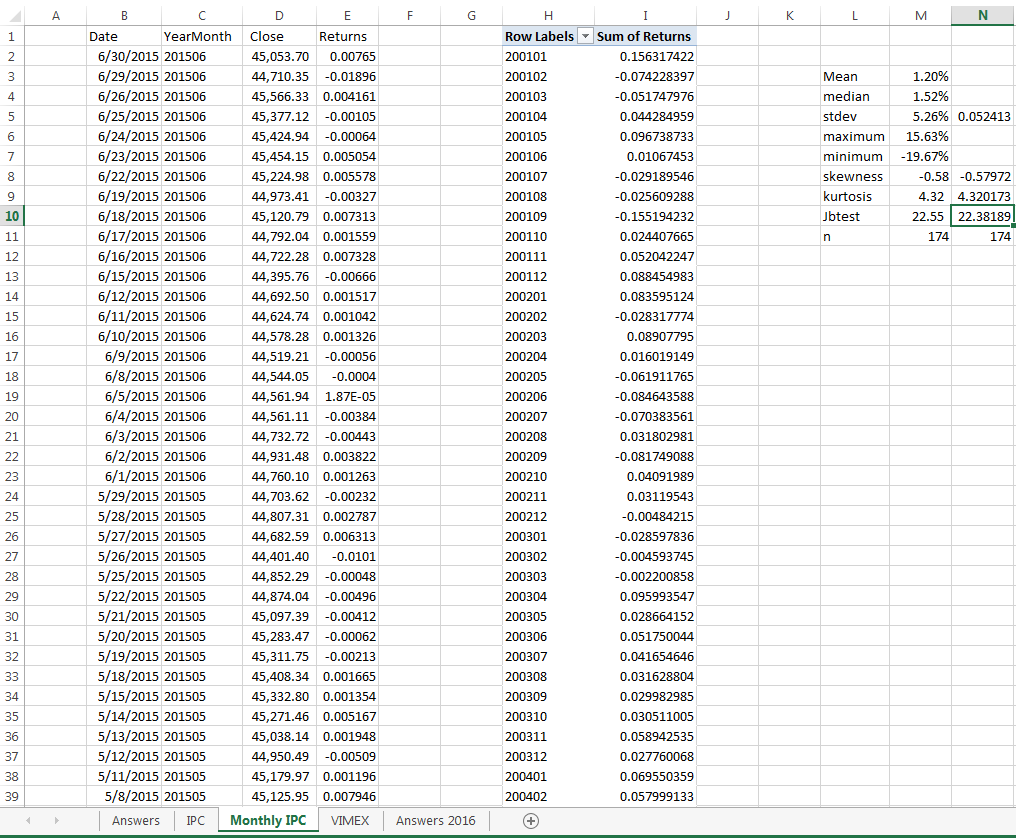 A B C D E F G H I J K L M N
1 Date YearMonth Close Returns Row Labels Sum of Returns
2 6/30/2015 201506 45,053.70 0.00765 200101 0.156317422
3 6/29/2015 201506 44,710.35 -0.01896 200102 -0.074228397 Mean 1.20%
4 6/26/2015 201506 45,566.33 0.004161 200103 -0.051747976 median 1.52%
5 6/25/2015 201506 45,377.12 -0.00105 200104 0.044284959 stdev 5.26% 0.052413
6 6/24/2015 201506 45,424.94 -0.00064 200105 0.096738733 maximum 15.63%
7 6/23/2015 201506 45,454.15 0.005054 200106 0.01067453 minimum -19.67%
8 6/22/2015 201506 45,224.98 0.005578 200107 -0.029189546 skewness -0.58 -0.57972
9 6/19/2015 201506 44,973.41 -0.00327 200108 -0.025609288 kurtosis 4.32 4.320173
10 6/18/2015 201506 45,120.79 0.007313 200109 -0.155194232 Jbtest 22.55 22.38189
11 6/17/2015 201506 44,792.04 0.001559 200110 0.024407665 n 174 174
12 6/16/2015 201506 44,722.28 0.007328 200111 0.052042247
13 6/15/2015 201506 44,395.76 -0.00666 200112 0.088454983
14 6/12/2015 201506 44,692.50 0.001517 200201 0.083595124
15 6/11/2015 201506 44,624.74 0.001042 200202 -0.028317774
16 6/10/2015 201506 44,578.28 0.001326 200203 0.08907795
17 6/9/2015 201506 44,519.21 -0.00056 200204 0.016019149
18 6/8/2015 201506 44,544.05 -0.0004 200205 -0.061911765
19 6/5/2015 201506 44,561.94 1.87E-05 200206 -0.084643588
20 6/4/2015 201506 44,561.11 -0.00384 200207 -0.070383561
21 6/3/2015 201506 44,732.72 -0.00443 200208 0.031802981
22 6/2/2015 201506 44,931.48 0.003822 200209 -0.081749088
23 6/1/2015 201506 44,760.10 0.001263 200210 0.04091989
24 5/29/2015 201505 44,703.62 -0.00232 200211 0.03119543
25 5/28/2015 201505 44,807.31 0.002787 200212 -0.00484215
26 5/27/2015 201505 44,682.59 0.006313 200301 -0.028597836
27 5/26/2015 201505 44,401.40 -0.0101 200302 -0.004593745
28 5/25/2015 201505 44,852.29 -0.00048 200303 -0.002200858
29 5/22/2015 201505 44,874.04 -0.00496 200304 0.095993547
30 5/21/2015 201505 45,097.39 -0.00412 200305 0.028664152
31 5/20/2015 201505 45,283.47 -0.00062 200306 0.051750044
32 5/19/2015 201505 45,311.75 -0.00213 200307 0.041654646
33 5/18/2015 201505 45,408.34 0.001665 200308 0.031628804
34 5/15/2015 201505 45,332.80 0.001354 200309 0.029982985
35 5/14/2015 201505 45,271.46 0.005167 200310 0.030511005
36 5/13/2015 201505 45,038.14 0.001948 200311 0.058942535
37 5/12/2015 201505 44,950.49 -0.00509 200312 0.027760068
38 5/11/2015 201505 45,179.97 0.001196 200401 0.069550359
39 5/8/2015 201505 45,125.95 0.007946 200402 0.057999133
Answers IPC Monthly IPC VIMEX Answers 2016